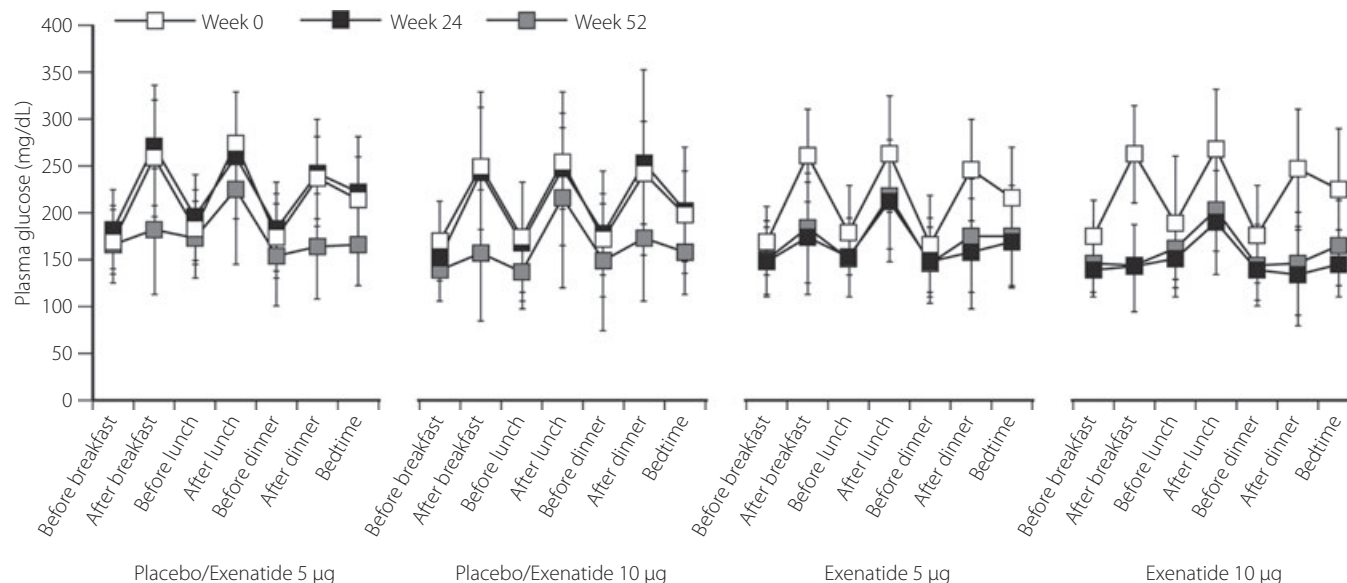 Week 0 Week 24 Week 52
Plasma glucose (mg/dL)
400
350
300
250
200
150
100
50
0
Before breakfast
After breakfast
Before lunch
After lunch
Before dinner
After dinner
Bedtime
Before breakfast
After breakfast
Before lunch
After lunch
Before dinner
After dinner
Bedtime
Before breakfast
After breakfast
Before lunch
After lunch
Before dinner
After dinner
Bedtime
Before breakfast
After breakfast
Before lunch
After lunch
Before dinner
After dinner
Bedtime
Placebo/Exenatide 5 µg
Placebo/Exenatide 10 µg
Exenatide 5 µg
Exenatide 10 µg